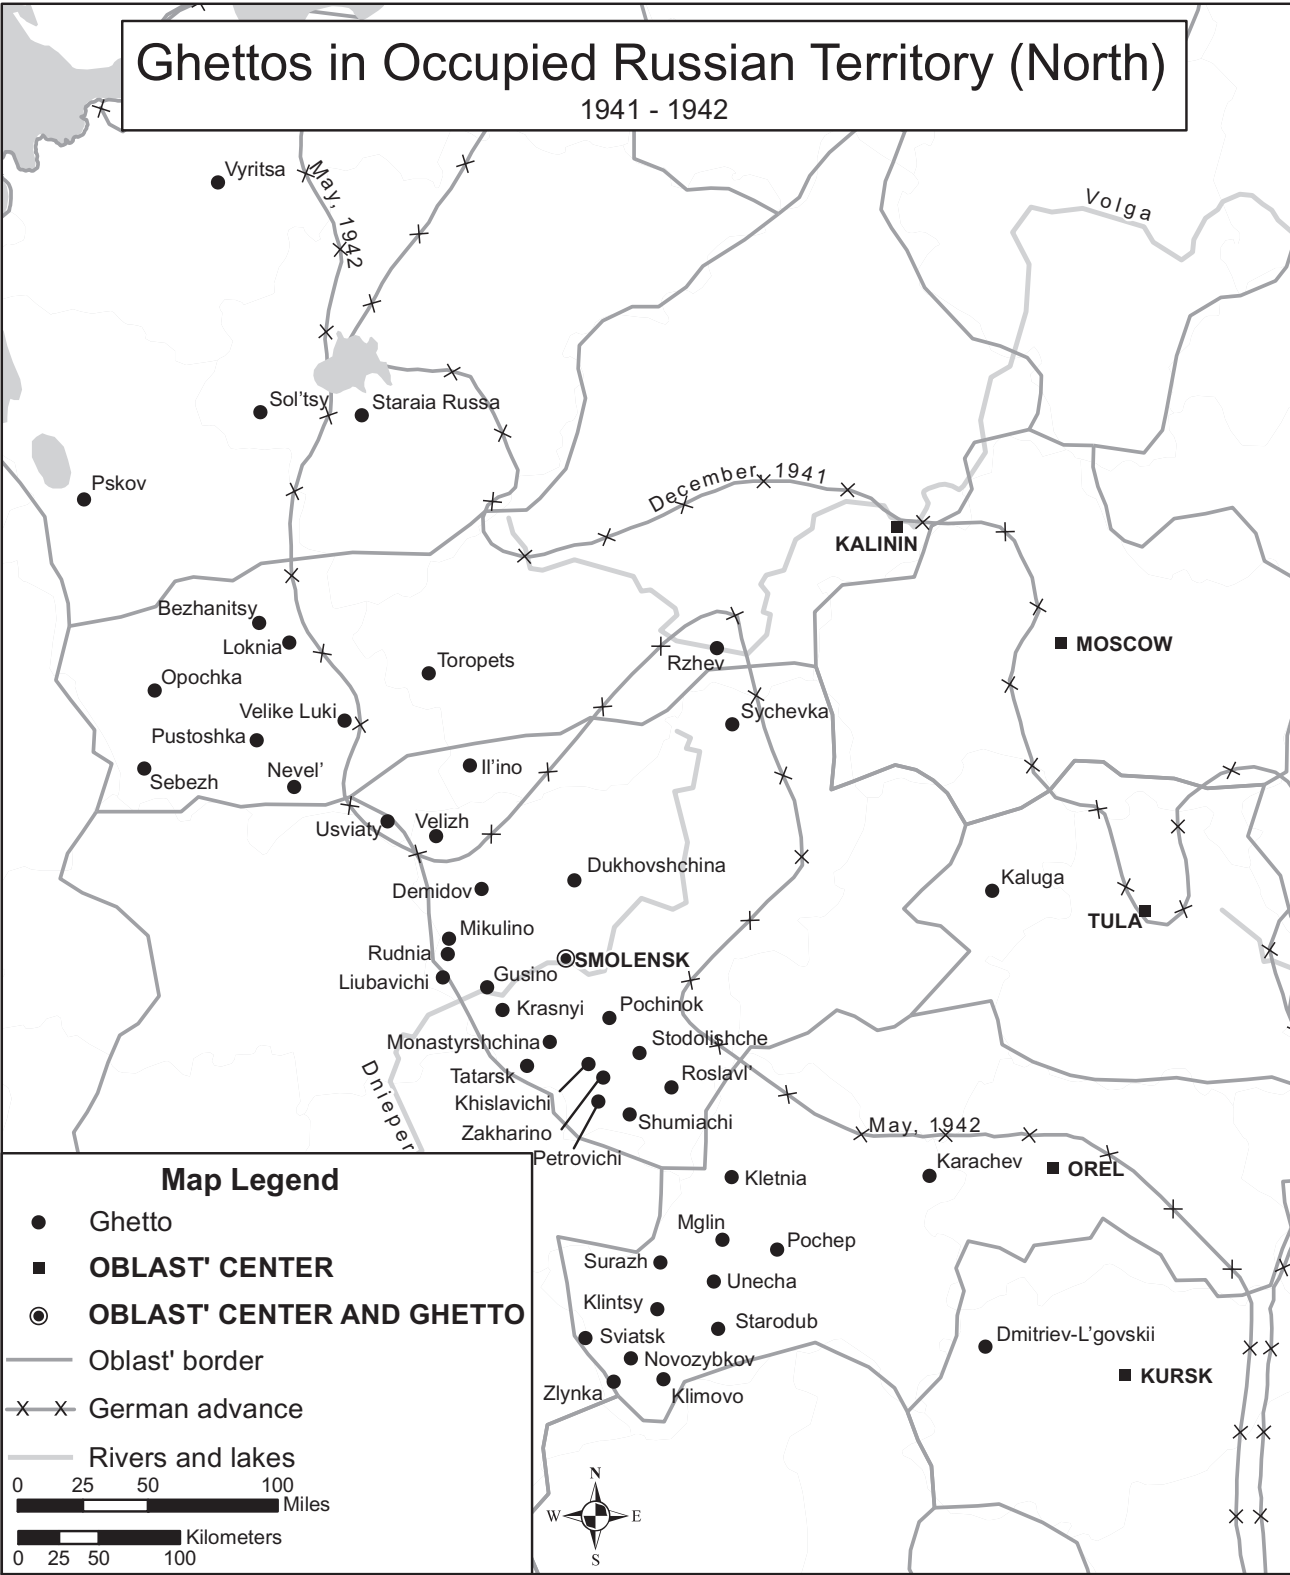 Ghettos in Occupied Russian Territory (North)
1941 - 1942
Vyritsa
May, 1942
Volga
Sol'tsy
Staraia Russa
Pskov
December, 1941
KALININ
Bezhanitsy
Loknia
Toropets
Rzhev
MOSCOW
Opochka
Velike Luki
Sychevka
Pustoshka
Sebezh
Nevel'
Il'ino
Usviaty
Velizh
Dukhovshchina
Demidov
Kaluga
TULA
Mikulino
Rudnia
SMOLENSK
Liubavichi
Gusino
Krasnyi
Pochinok
Monastyrshchina
Stodolishche
Tatarsk
Roslavl'
Khislavichi
Dnieper
Zakharino
Shumiachi
May, 1942
Petrovichi
Karachev
OREL
Kletnia
Mglin
Pochep
Surazh
Unecha
Klintsy
Starodub
Sviatsk
Dmitriev-L'govskii
Novozybkov
KURSK
Zlynka
Klimovo
Map Legend
Ghetto
OBLAST' CENTER
OBLAST' CENTER AND GHETTO
Oblast' border
German advance
Rivers and lakes
0 25 50 100
Miles
Kilometers
0 25 50 100
N
W E
S